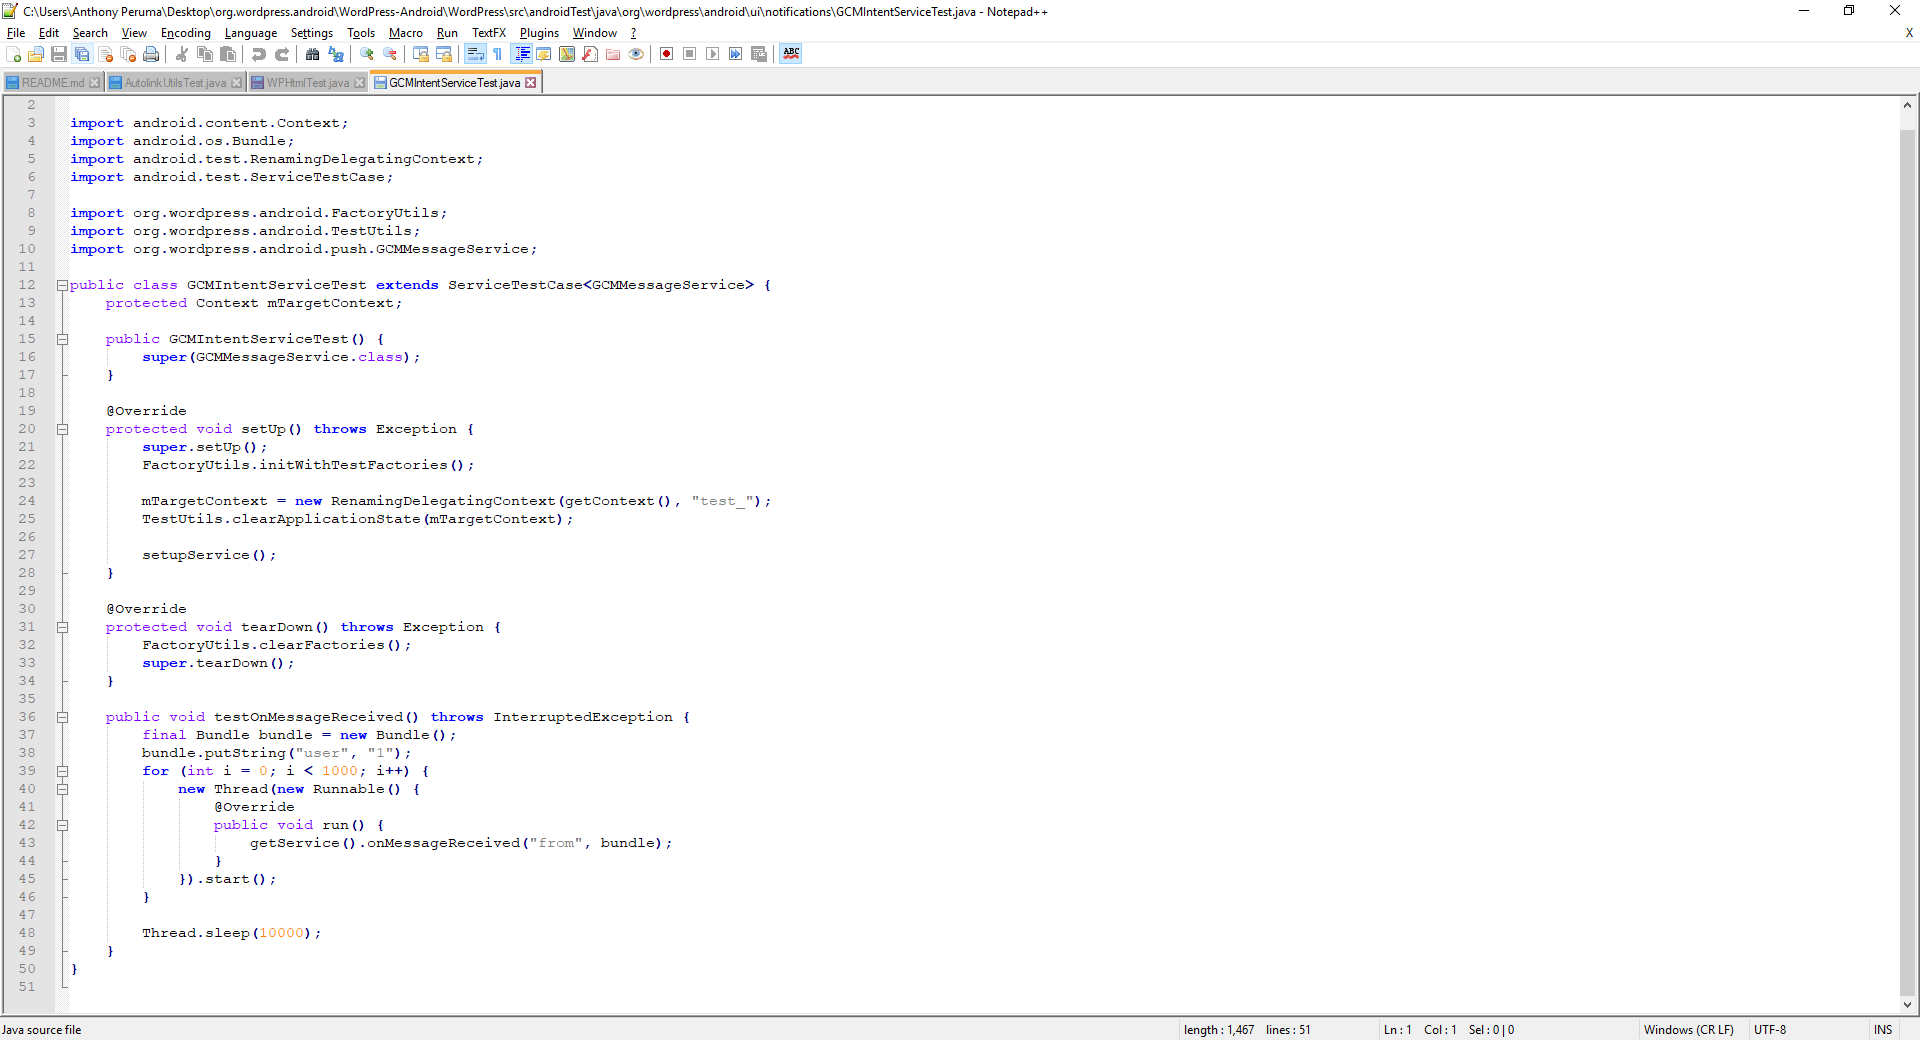 C:\Users\Anthony Peruma\Desktop\org.wordpress.android\WordPress-Android\WordPress\src\androidTest\java\org\wordpress\android\ui\notifications\GCMIntentServiceTest.java - Notepad++
File Edit Search View Encoding Language Settings Tools Macro Run TextFX Plugins Window ? X
ABC
README.md AutolinkUtilsTest.java WPHtmlTest.java GCMIntentServiceTest.java
2
3 import android.content.Context;
4 import android.os.Bundle;
5 import android.test.RenamingDelegatingContext;
6 import android.test.ServiceTestCase;
7
8 import org.wordpress.android.FactoryUtils;
9 import org.wordpress.android.TestUtils;
10 import org.wordpress.android.push.GCMMessageService;
11
12 public class GCMIntentServiceTest extends ServiceTestCase<GCMMessageService> {
13     protected Context mTargetContext;
14
15     public GCMIntentServiceTest() {
16         super(GCMMessageService.class);
17     }
18
19     @Override
20     protected void setUp() throws Exception {
21         super.setUp();
22         FactoryUtils.initWithTestFactories();
23
24         mTargetContext = new RenamingDelegatingContext(getContext(), "test_");
25         TestUtils.clearApplicationState(mTargetContext);
26
27         setupService();
28     }
29
30     @Override
31     protected void tearDown() throws Exception {
32         FactoryUtils.clearFactories();
33         super.tearDown();
34     }
35
36     public void testOnMessageReceived() throws InterruptedException {
37         final Bundle bundle = new Bundle();
38         bundle.putString("user", "1");
39         for (int i = 0; i < 1000; i++) {
40             new Thread(new Runnable() {
41                 @Override
42                 public void run() {
43                     getService().onMessageReceived("from", bundle);
44                 }
45             }).start();
46         }
47
48         Thread.sleep(10000);
49     }
50 }
51
Java source file length : 1,467 lines : 51 Ln : 1 Col : 1 Sel : 0 | 0 Windows (CR LF) UTF-8 INS